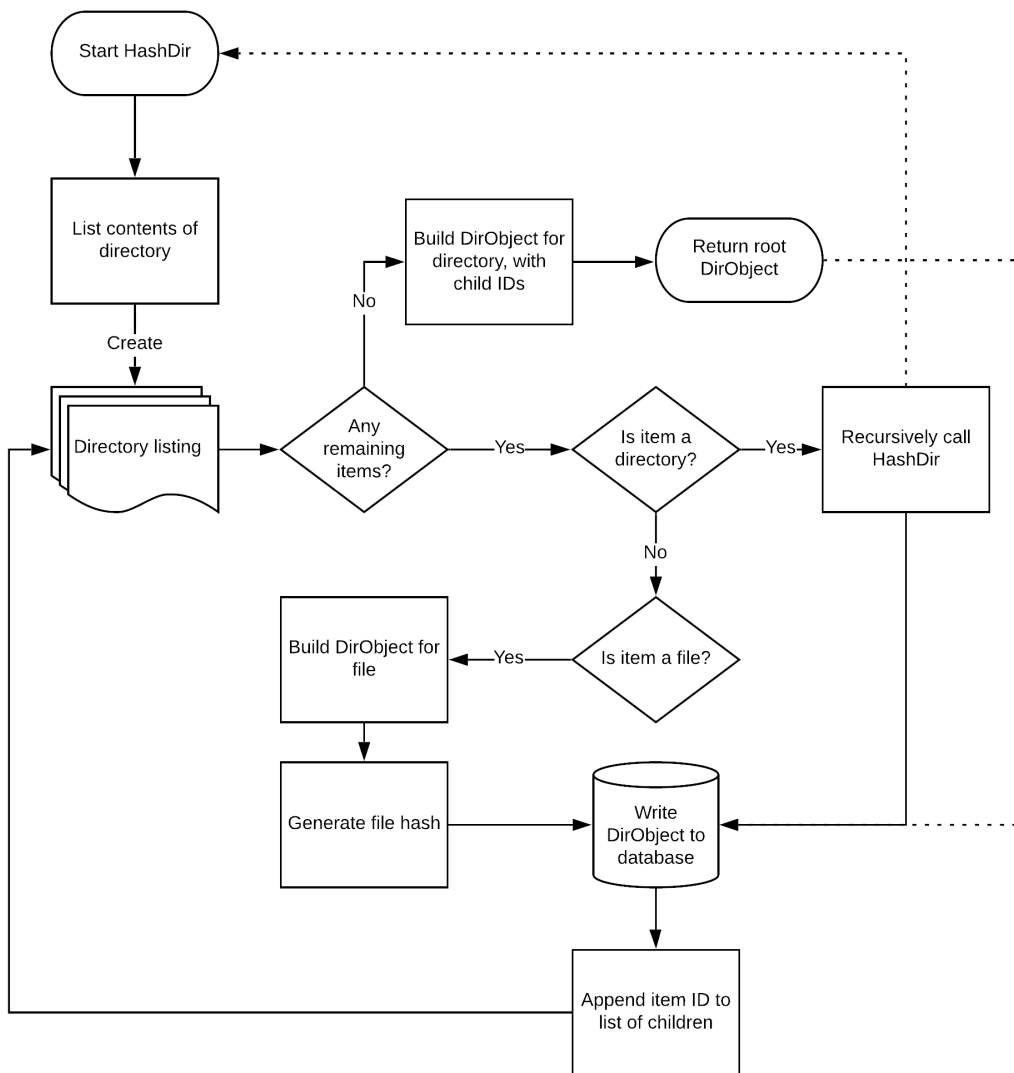 Start HashDir
List contents of
directory
Create
Directory listing
Any
remaining
items?
No
Build DirObject for
directory, with
child IDs
Return root
DirObject
Yes
Is item a
directory?
Yes
Recursively call
HashDir
No
Is item a file?
Yes
Build DirObject for
file
Generate file hash
Write
DirObject to
database
Append item ID to
list of children